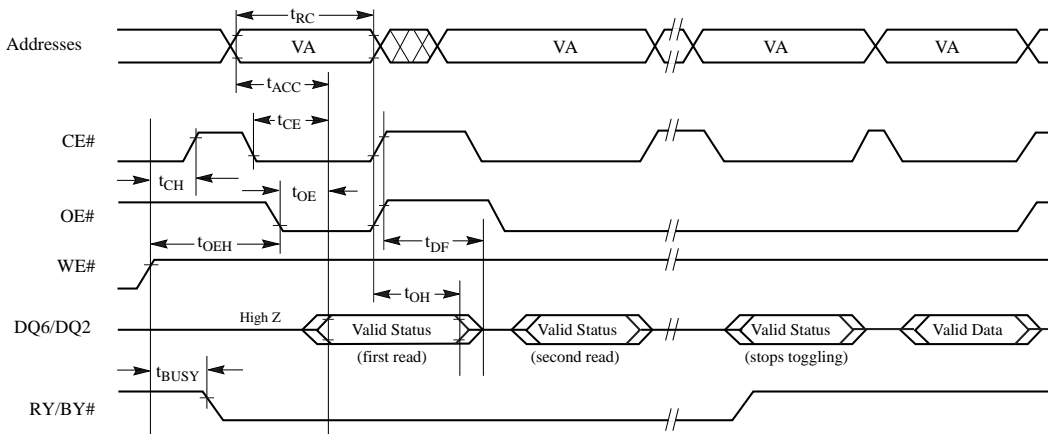 tRC
Addresses VA VA VA VA
tACC
tCE
CE#
tCH tOE
OE#
tOEH tDF
WE#
tOH
High Z
DQ6/DQ2 Valid Status Valid Status Valid Status Valid Data
(first read) (second read) (stops toggling)
tBUSY
RY/BY#